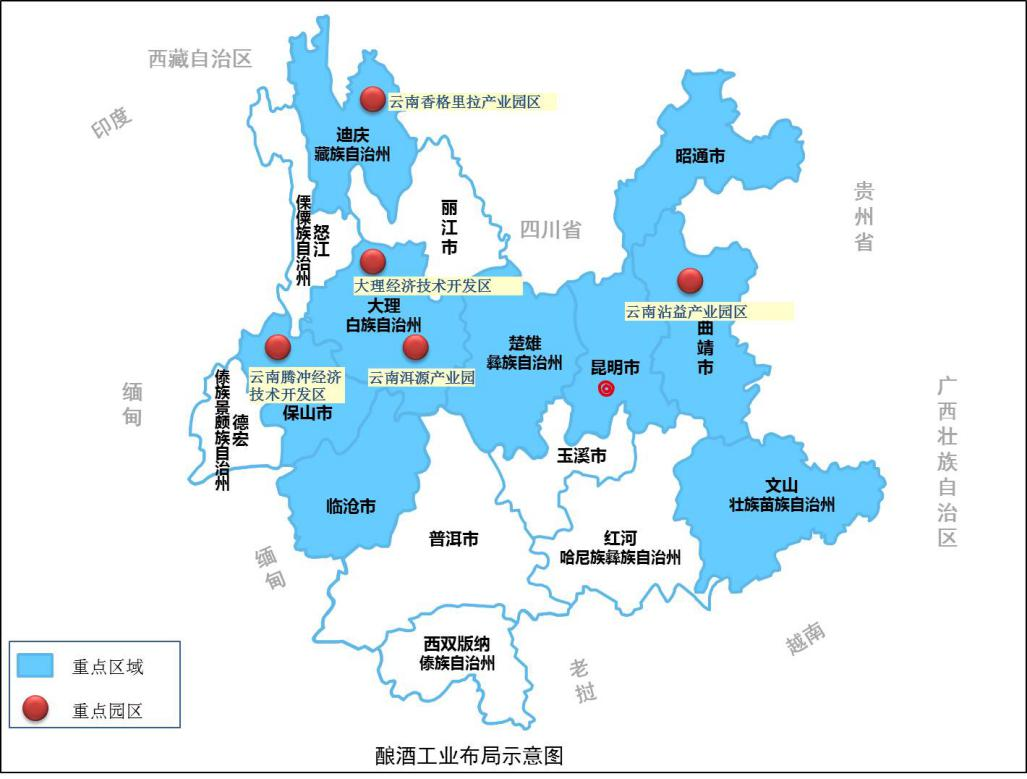 西藏自治区
印度
云南香格里拉产业园区
迪庆
藏族自治州
昭通市
贵州省
丽江市
四川省
怒江
傈僳族自治州
大理经济技术开发区
大理
白族自治州
云南沾益产业园区
曲靖市
楚雄
彝族自治州
昆明市
云南腾冲经济
技术开发区
保山市
云南洱源产业园
缅甸
德宏
傣族景颇族自治州
广西壮族自治区
玉溪市
文山
壮族苗族自治州
临沧市
普洱市
红河
哈尼族彝族自治州
缅甸
西双版纳
傣族自治州
老挝
越南
重点区域
重点园区
酿酒工业布局示意图